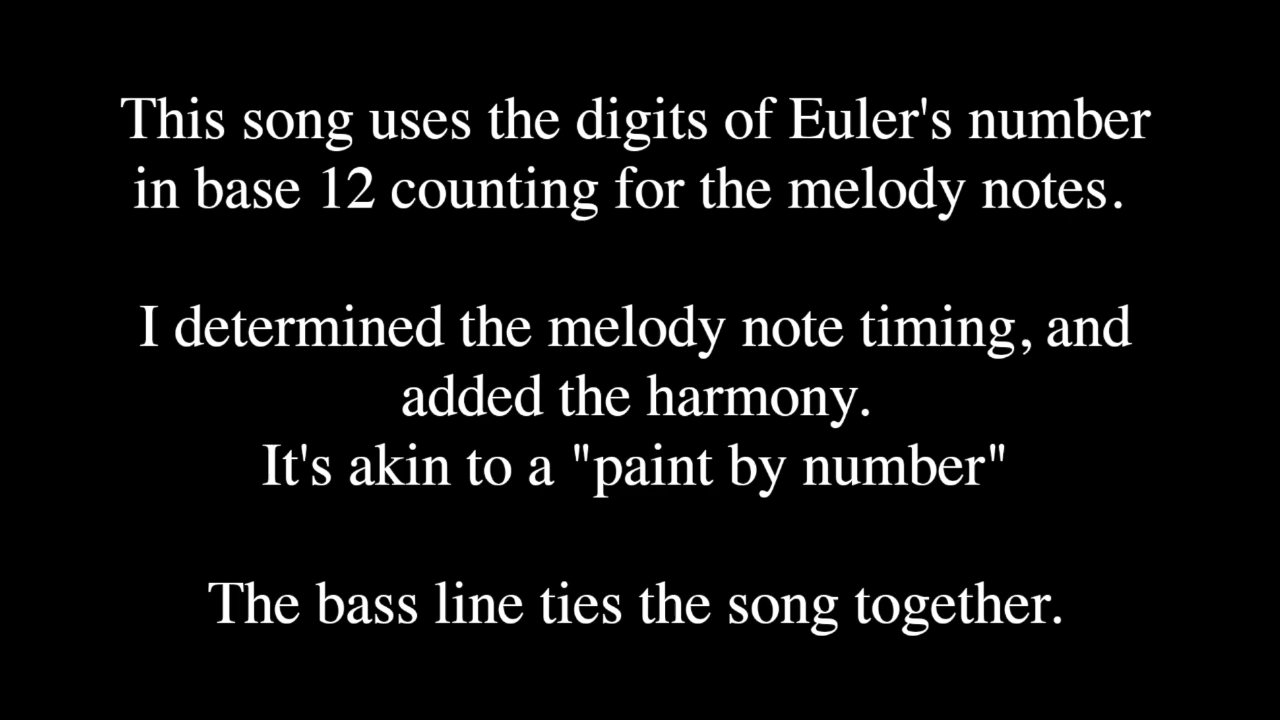 This song uses the digits of Euler's number
in base 12 counting for the melody notes.
I determined the melody note timing, and
added the harmony.
It's akin to a "paint by number"
The bass line ties the song together.